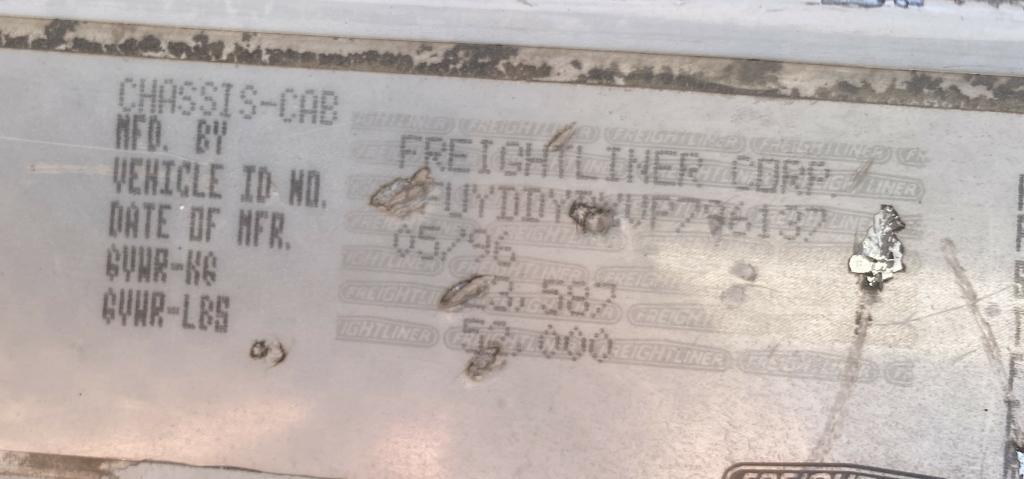 CHASSIS-CAB
MFD. BY FREIGHTLINER CORP.
VEHICLE ID NO.
DATE OF MFR. 05/96
GVWR-KG 23,587
GVWR-LBS 52,000
FREIGHTLINER